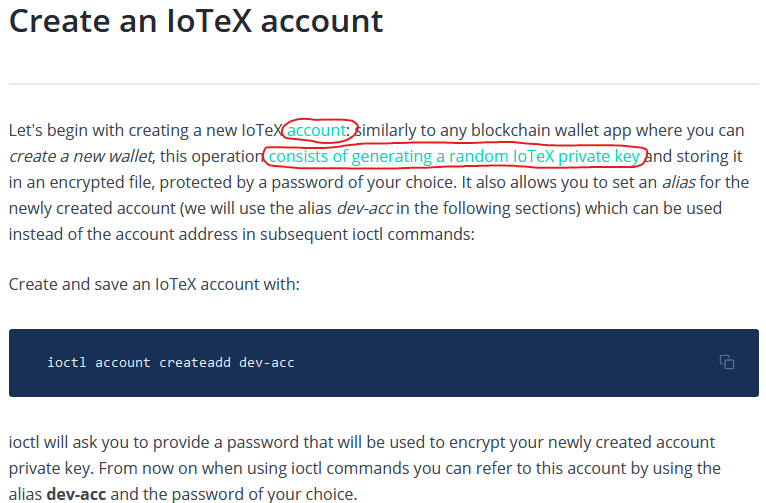 Create an IoTeX account
Let's begin with creating a new IoTeX account: similarly to any blockchain wallet app where you can
create a new wallet, this operation consists of generating a random IoTeX private key and storing it
in an encrypted file, protected by a password of your choice. It also allows you to set an alias for the
newly created account (we will use the alias dev-acc in the following sections) which can be used
instead of the account address in subsequent ioctl commands:
Create and save an IoTeX account with:
ioctl account createadd dev-acc
ioctl will ask you to provide a password that will be used to encrypt your newly created account
private key. From now on when using ioctl commands you can refer to this account by using the
alias dev-acc and the password of your choice.